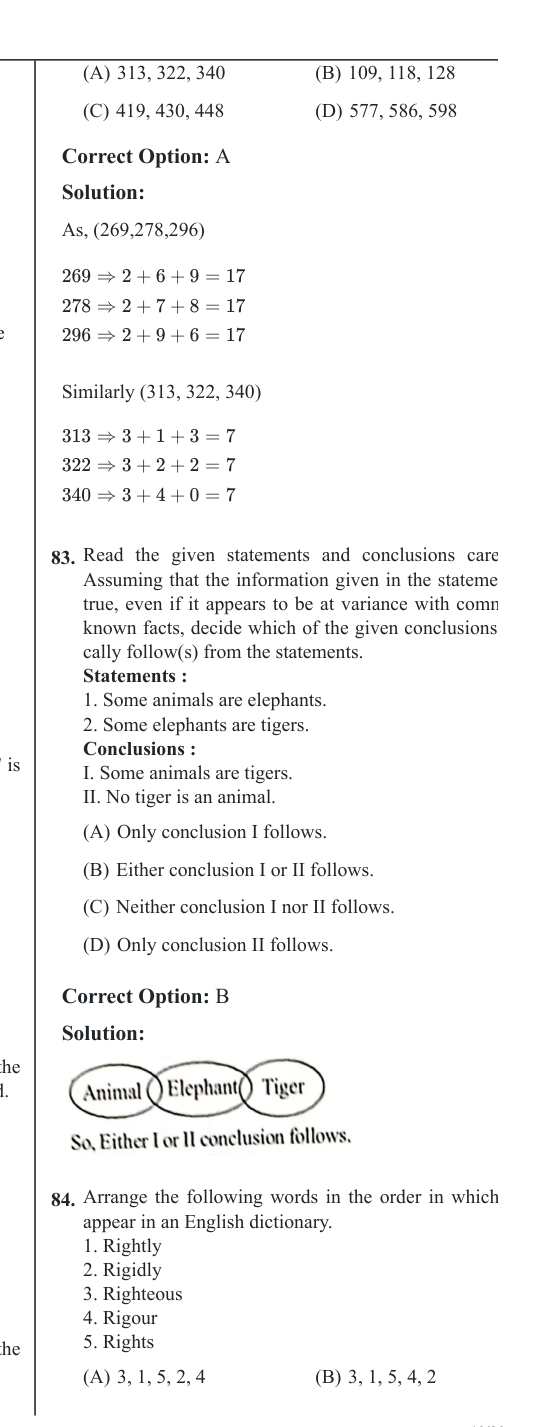 (A) 313, 322, 340 (B) 109, 118, 128
(C) 419, 430, 448 (D) 577, 586, 598
Correct Option: A
Solution:
As, (269,278,296)
269 ⇒ 2 + 6 + 9 = 17
278 ⇒ 2 + 7 + 8 = 17
296 ⇒ 2 + 9 + 6 = 17
e
Similarly (313, 322, 340)
313 ⇒ 3 + 1 + 3 = 7
322 ⇒ 3 + 2 + 2 = 7
340 ⇒ 3 + 4 + 0 = 7
83. Read the given statements and conclusions care
Assuming that the information given in the stateme
true, even if it appears to be at variance with comn
known facts, decide which of the given conclusions
cally follow(s) from the statements.
Statements :
1. Some animals are elephants.
2. Some elephants are tigers.
Conclusions :
' is
I. Some animals are tigers.
II. No tiger is an animal.
(A) Only conclusion I follows.
(B) Either conclusion I or II follows.
(C) Neither conclusion I nor II follows.
(D) Only conclusion II follows.
Correct Option: B
Solution:
the
Animal Elephant Tiger
So, Either I or II conclusion follows.
84. Arrange the following words in the order in which
appear in an English dictionary.
1. Rightly
2. Rigidly
3. Righteous
4. Rigour
5. Rights
the
(A) 3, 1, 5, 2, 4 (B) 3, 1, 5, 4, 2